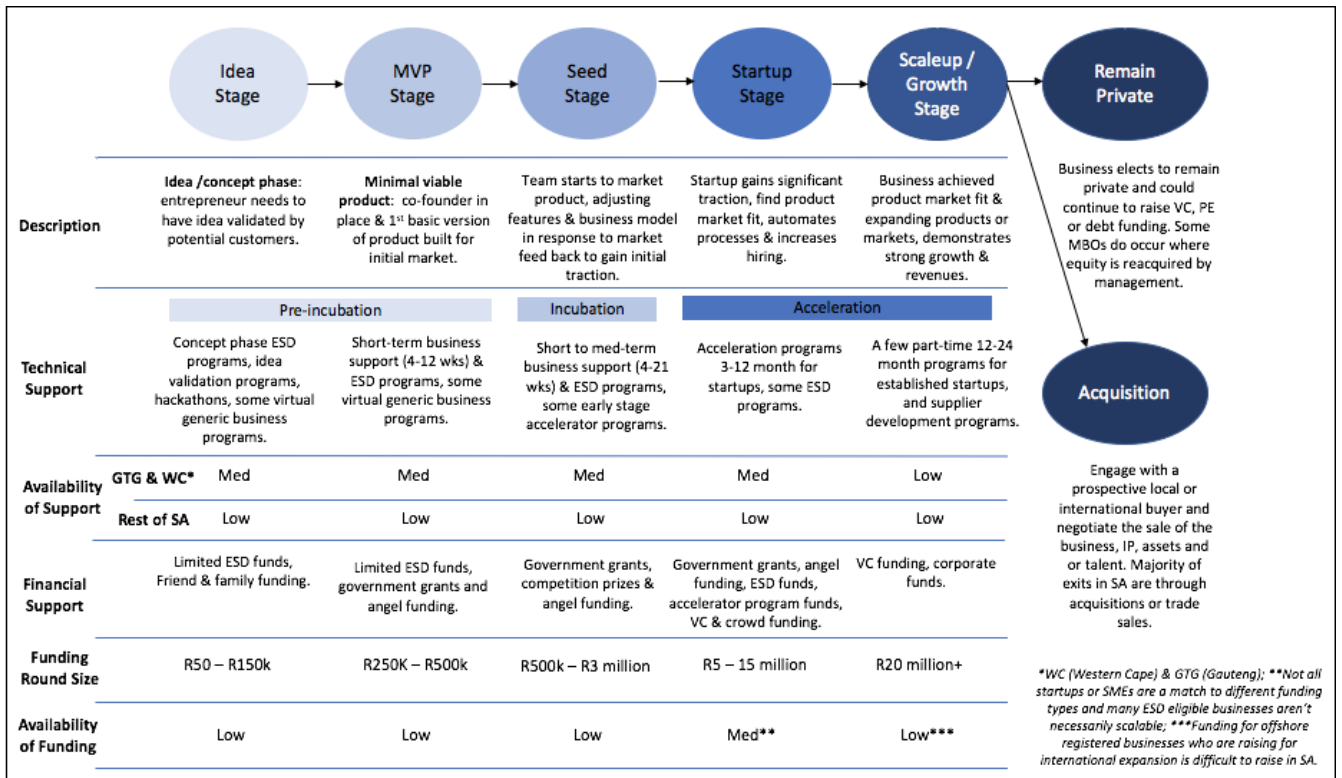 Idea
Stage
MVP
Stage
Seed
Stage
Startup
Stage
Scaleup /
Growth
Stage
Remain
Private
Description
Idea /concept phase:
entrepreneur needs to
have idea validated by
potential customers.
Minimal viable
product: co-founder in
place & 1st basic version
of product built for
initial market.
Team starts to market
product, adjusting
features & business model
in response to market
feed back to gain initial
traction.
Startup gains significant
traction, find product
market fit, automates
processes & increases
hiring.
Business achieved
product market fit &
expanding products or
markets, demonstrates
strong growth &
revenues.
Business elects to remain
private and could
continue to raise VC, PE
or debt funding. Some
MBOs do occur where
equity is reacquired by
management.
Pre-incubation
Incubation
Acceleration
Technical
Support
Concept phase ESD
programs, idea
validation programs,
hackathons, some virtual
generic business
programs.
Short-term business
support (4-12 wks) &
ESD programs, some
virtual generic business
programs.
Short to med-term
business support (4-21
wks) & ESD programs,
some early stage
accelerator programs.
Acceleration programs
3-12 month for
startups, some ESD
programs.
A few part-time 12-24
month programs for
established startups,
and supplier
development programs.
Acquisition
Availability
of Support
GTG & WC*
Med
Med
Med
Med
Low
Rest of SA
Low
Low
Low
Low
Low
Engage with a
prospective local or
international buyer and
negotiate the sale of the
business, IP, assets and
or talent. Majority of
exits in SA are through
acquisitions or trade
sales.
Financial
Support
Limited ESD funds,
Friend & family funding.
Limited ESD funds,
government grants and
angel funding.
Government grants,
competition prizes &
angel funding.
Government grants, angel
funding, ESD funds,
accelerator program funds,
VC & crowd funding.
VC funding, corporate
funds.
Funding
Round Size
R50 – R150k
R250K – R500k
R500k – R3 million
R5 – 15 million
R20 million+
Availability
of Funding
Low
Low
Low
Med**
Low***
*WC (Western Cape) & GTG (Gauteng); **Not all
startups or SMEs are a match to different funding
types and many ESD eligible businesses aren't
necessarily scalable; ***Funding for offshore
registered businesses who are raising for
international expansion is difficult to raise in SA.